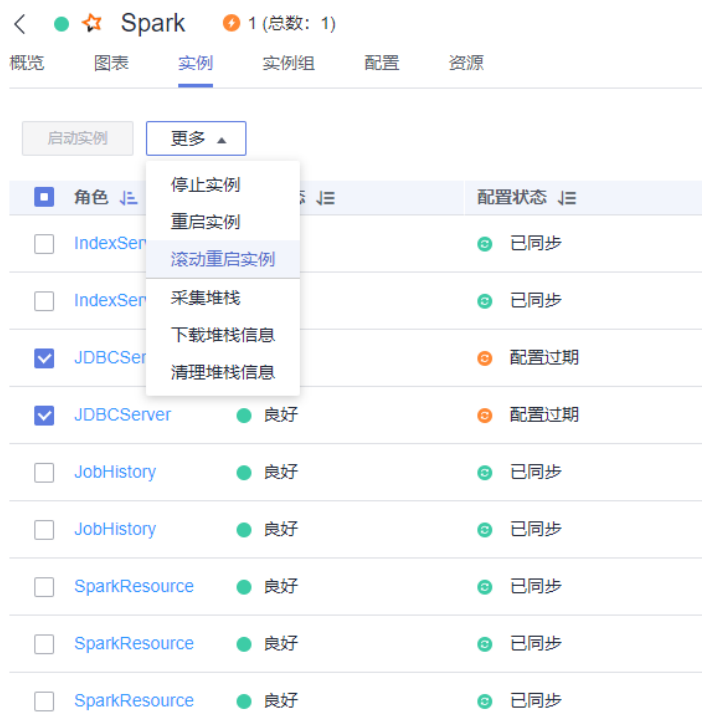 Spark 1 (总数：1)
概览 图表 实例 实例组 配置 资源
启动实例 更多
停止实例
重启实例
滚动重启实例
采集堆栈
下载堆栈信息
清理堆栈信息
角色 配置状态
IndexSer 已同步
IndexSer 已同步
JDBCSer 配置过期
JDBCServer 良好 配置过期
JobHistory 良好 已同步
JobHistory 良好 已同步
SparkResource 良好 已同步
SparkResource 良好 已同步
SparkResource 良好 已同步